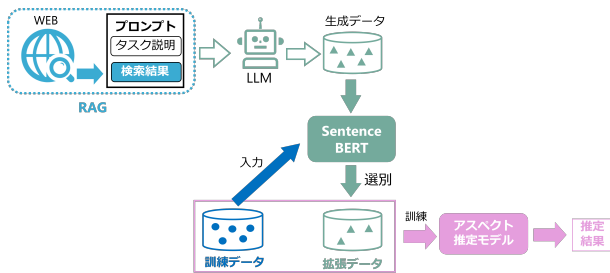 WEB
プロンプト
タスク説明
検索結果
RAG
LLM
生成データ
Sentence
BERT
入力
選別
訓練データ
拡張データ
訓練
アスペクト
推定モデル
推定
結果